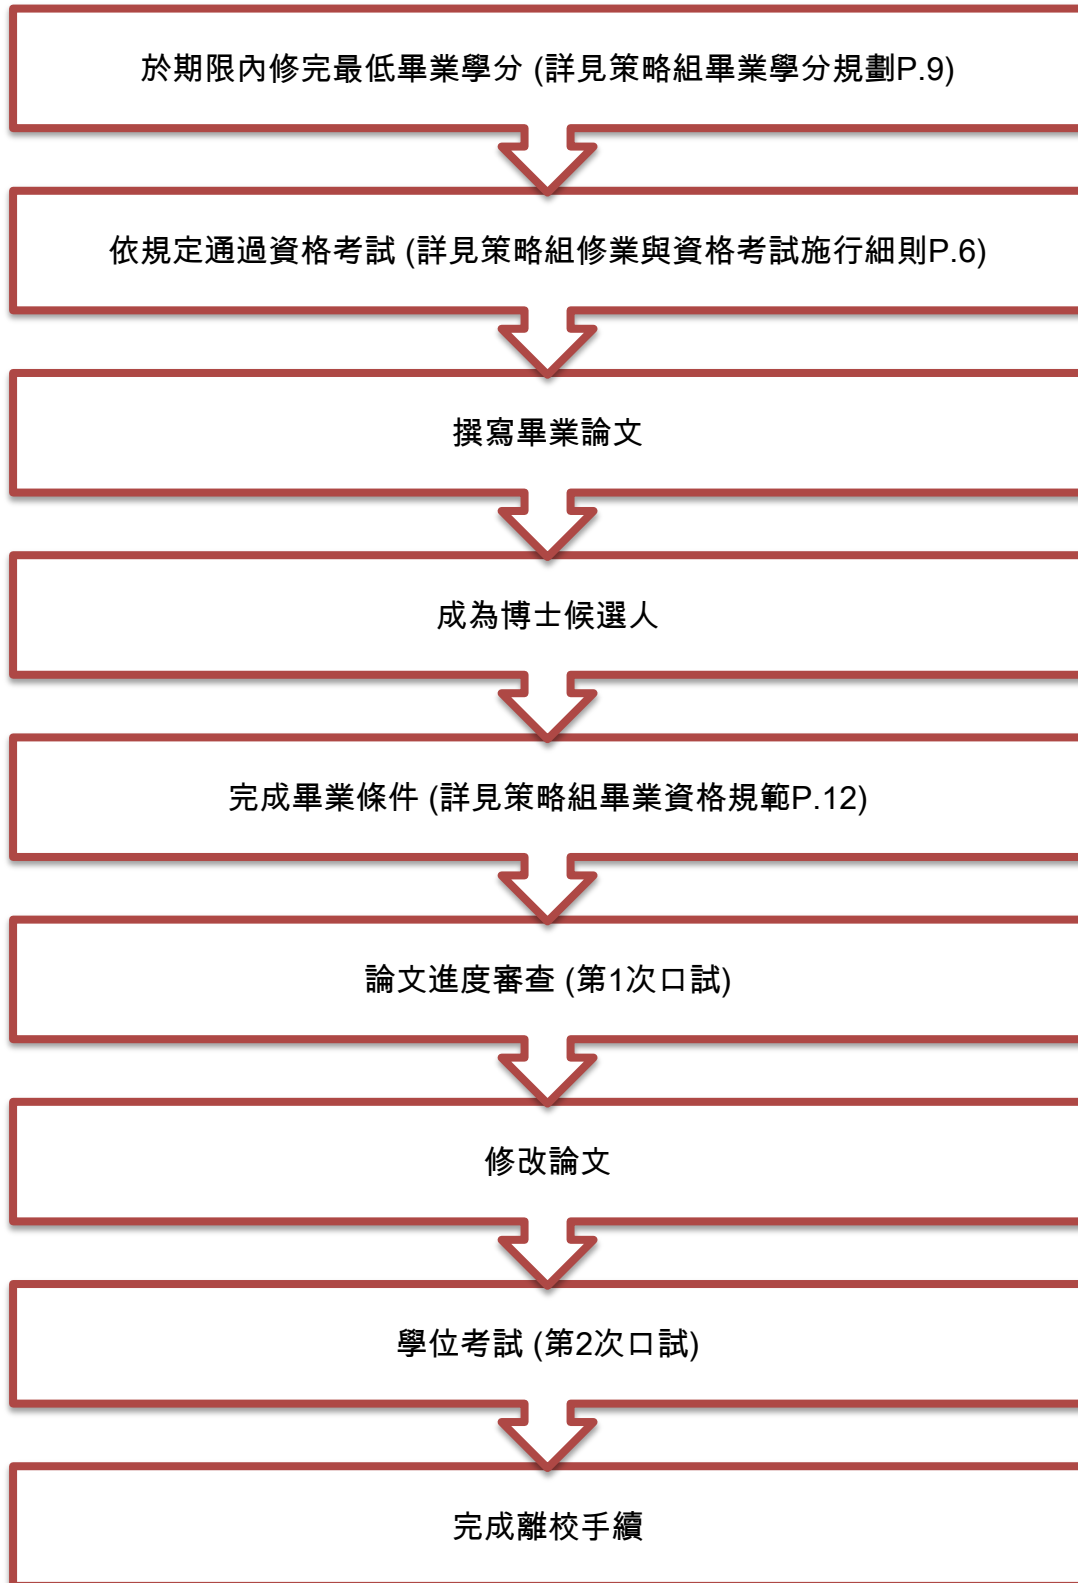 於期限內修完最低畢業學分 (詳見策略組畢業學分規劃P.9)
依規定通過資格考試 (詳見策略組修業與資格考試施行細則P.6)
撰寫畢業論文
成為博士候選人
完成畢業條件 (詳見策略組畢業資格規範P.12)
論文進度審查 (第1次口試)
修改論文
學位考試 (第2次口試)
完成離校手續